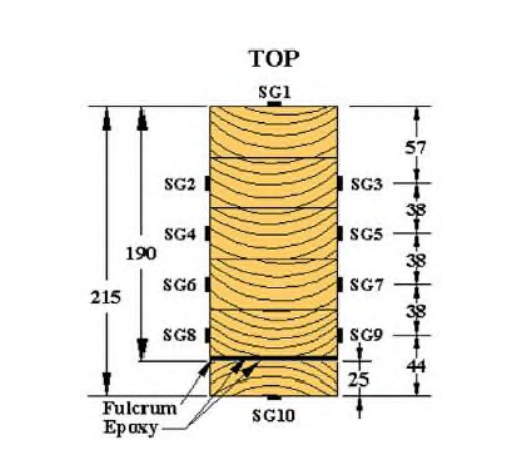 TOP
SG1
57
SG2
SG3
38
SG4
SG5
190
38
215
SG6
SG7
38
SG8
SG9
25
44
Fulcrum
Epoxy
SG10